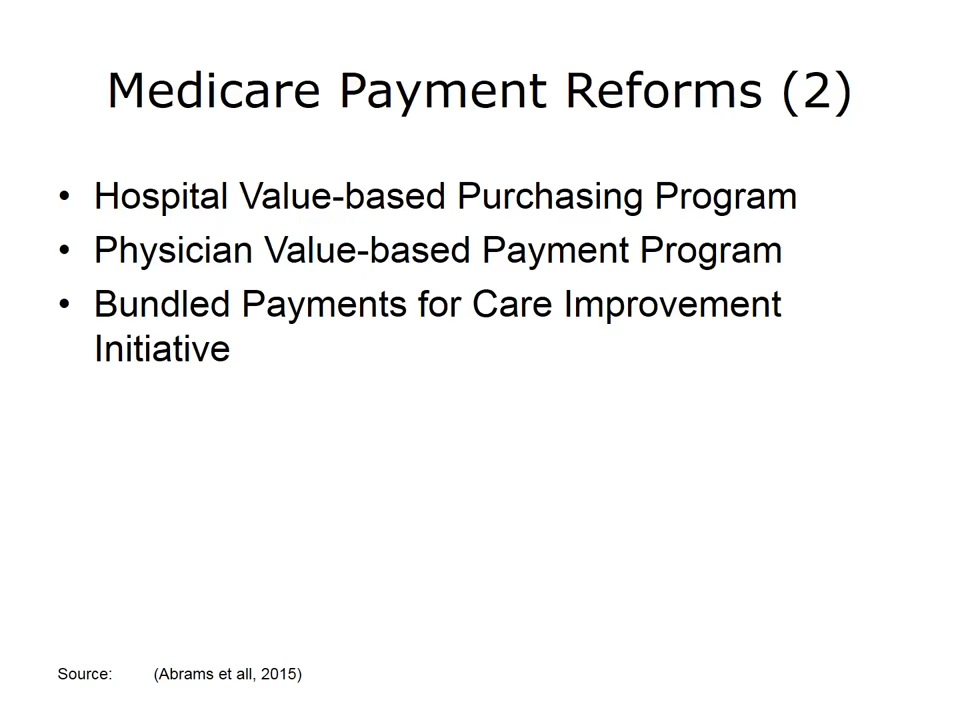 Medicare Payment Reforms (2)
• Hospital Value-based Purchasing Program
• Physician Value-based Payment Program
• Bundled Payments for Care Improvement
Initiative
Source: (Abrams et all, 2015)